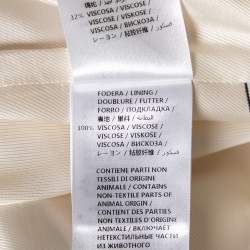 32% VISCOSA / VISCOSE /
VISCOSE / VISKOSE /
VISCOSA / ВИСКОЗА /
レーヨン / 粘胶纤维 /
FODERA / LINING /
DOUBLURE / FUTTER /
FORRO / ПОДКЛАДКА /
裏地 / 里料 / بطانة
100% VISCOSA / VISCOSE /
VISCOSE / VISKOSE /
VISCOSA / ВИСКОЗА /
レーヨン / 粘胶纤维 /
CONTIENE PARTI NON
TESSILI DI ORIGINE
ANIMALE / CONTAINS
NON-TEXTILE PARTS OF
ANIMAL ORIGIN /
CONTIENT DES PARTIES
NON TEXTILES D'ORIGINE
ANIMALE / ВКЛЮЧАЕТ
НЕТЕКСТИЛЬНЫЕ ЧАСТИ
ИЗ ЖИВОТНОГО